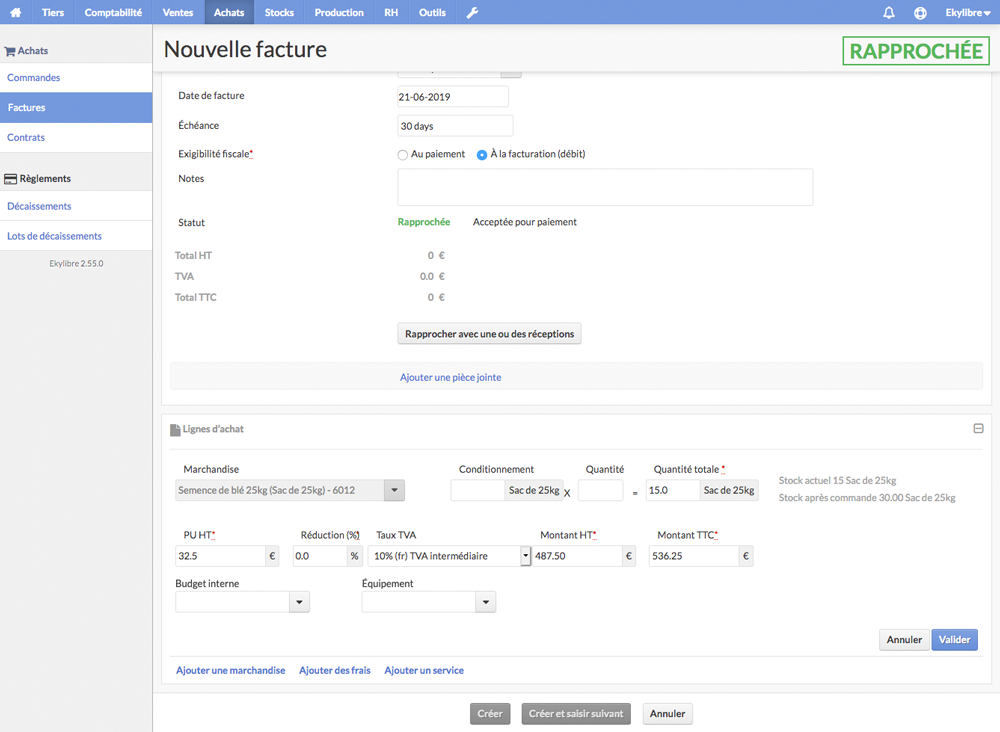 Tiers Comptabilité Ventes Achats Stocks Production RH Outils Ekylibre
Achats
Commandes
Factures
Contrats
Règlements
Décaissements
Lots de décaissements
Ekylibre 2.55.0
Nouvelle facture
RAPPROCHÉE
Date de facture 21-06-2019
Échéance 30 days
Exigibilité fiscale* Au paiement À la facturation (débit)
Notes
Statut Rapprochée Acceptée pour paiement
Total HT 0 €
TVA 0.0 €
Total TTC 0 €
Rapprocher avec une ou des réceptions
Ajouter une pièce jointe
Lignes d'achat
Marchandise Conditionnement Quantité Quantité totale *
Semence de blé 25kg (Sac de 25kg) - 6012 Sac de 25kg X = 15.0 Sac de 25kg
Stock actuel 15 Sac de 25kg
Stock après commande 30.00 Sac de 25kg
PU HT* Réduction (%) Taux TVA Montant HT* Montant TTC*
32.5 € 0.0 % 10% (fr) TVA intermédiaire 487.50 € 536.25 €
Budget interne Équipement
Annuler Valider
Ajouter une marchandise Ajouter des frais Ajouter un service
Créer Créer et saisir suivant Annuler